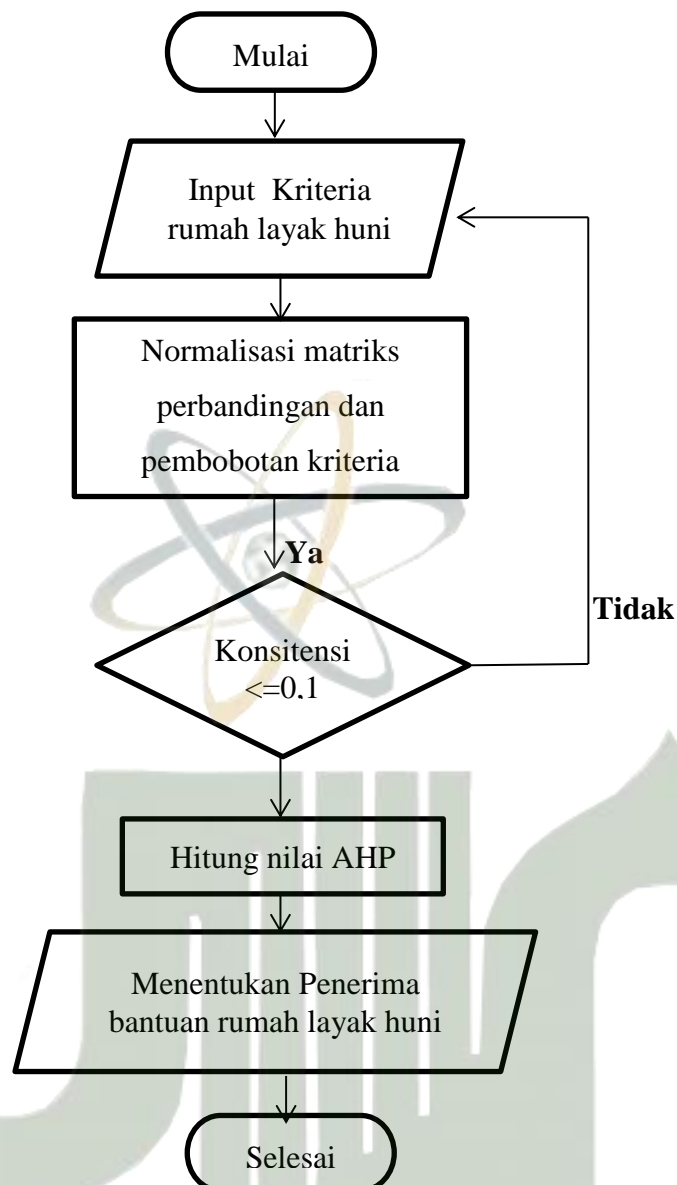 Mulai
Input Kriteria
rumah layak huni
Normalisasi matriks
perbandingan dan
pembobotan kriteria
Ya
Tidak
Konsitensi
<=0,1
Hitung nilai AHP
Menentukan Penerima
bantuan rumah layak huni
Selesai